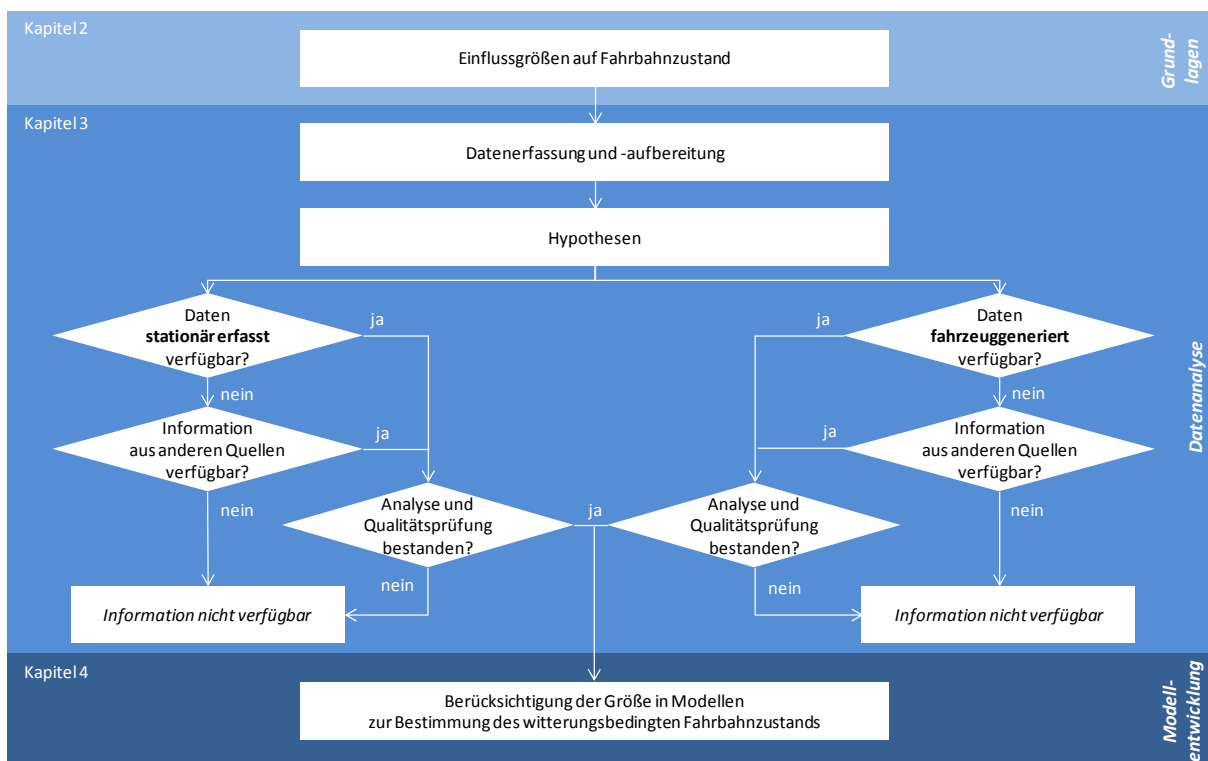 Kapitel 2
Einflussgrößen auf Fahrbahnzustand
Grund-
lagen
Kapitel 3
Datenerfassung und -aufbereitung
Hypothesen
Daten
stationär erfasst
verfügbar?
ja
nein
Information
aus anderen Quellen
verfügbar?
ja
nein
Analyse und
Qualitätsprüfung
bestanden?
nein
Information nicht verfügbar
ja
Daten
fahrzeuggeneriert
verfügbar?
ja
nein
Information
aus anderen Quellen
verfügbar?
ja
nein
Analyse und
Qualitätsprüfung
bestanden?
nein
Information nicht verfügbar
Datenanalyse
Kapitel 4
Berücksichtigung der Größe in Modellen
zur Bestimmung des witterungsbedingten Fahrbahnzustands
Modell-
entwicklung